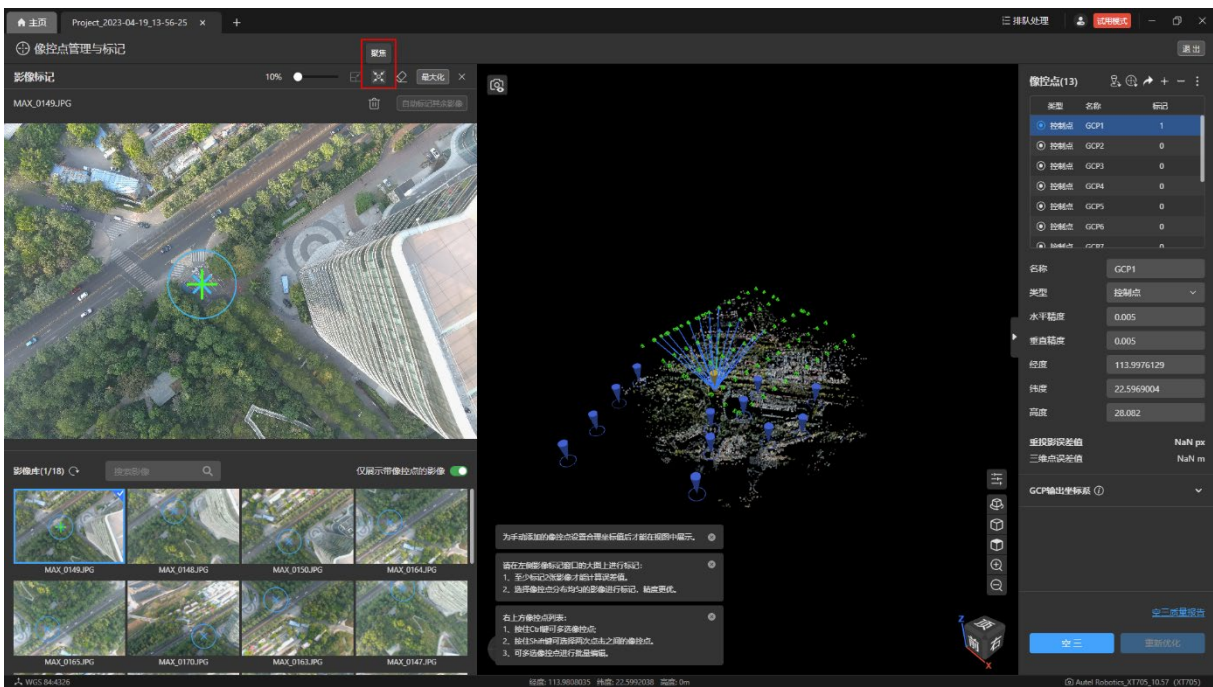 主页
Project_2023-04-19_13-56-25
排队处理
试用模式
像控点管理与标记
退出
聚焦
影像标记
10%
最大化
MAX_0149.JPG
自动标记共点影像
影像库(1/18)
搜索影像
仅展示带像控点的影像
MAX_0149.JPG
MAX_0148.JPG
MAX_0150.JPG
MAX_0164.JPG
MAX_0165.JPG
MAX_0170.JPG
MAX_0163.JPG
MAX_0147.JPG
WGS 84:4326
为手动添加的像控点设置合理坐标值后才能在视图中展示。
请在左侧影像标记窗口的大图上进行标记:
1、至少标记2张影像才能计算误差值。
2、选择像控点分布均匀的影像进行标记,精度更优。
右上方像控点列表:
1、按住Ctrl键可多选像控点;
2、按住Shift键可选择两次点击之间的像控点。
3、可多选像控点进行批量编辑。
经度: 113.9808035 纬度: 22.5992038 高度: 0m
Z
前
右
X
像控点(13)
类型 名称 标记
控制点 GCP1 1
控制点 GCP2 0
控制点 GCP3 0
控制点 GCP4 0
控制点 GCP5 0
控制点 GCP6 0
控制点 GCP7 0
名称 GCP1
类型 控制点
水平精度 0.005
垂直精度 0.005
经度 113.9976129
纬度 22.5969004
高度 28.082
重投影误差值 NaN px
三维点误差值 NaN m
GCP输出坐标系
空三质量报告
空三
重新优化
Autel Robotics_XT705_10.57 (XT705)